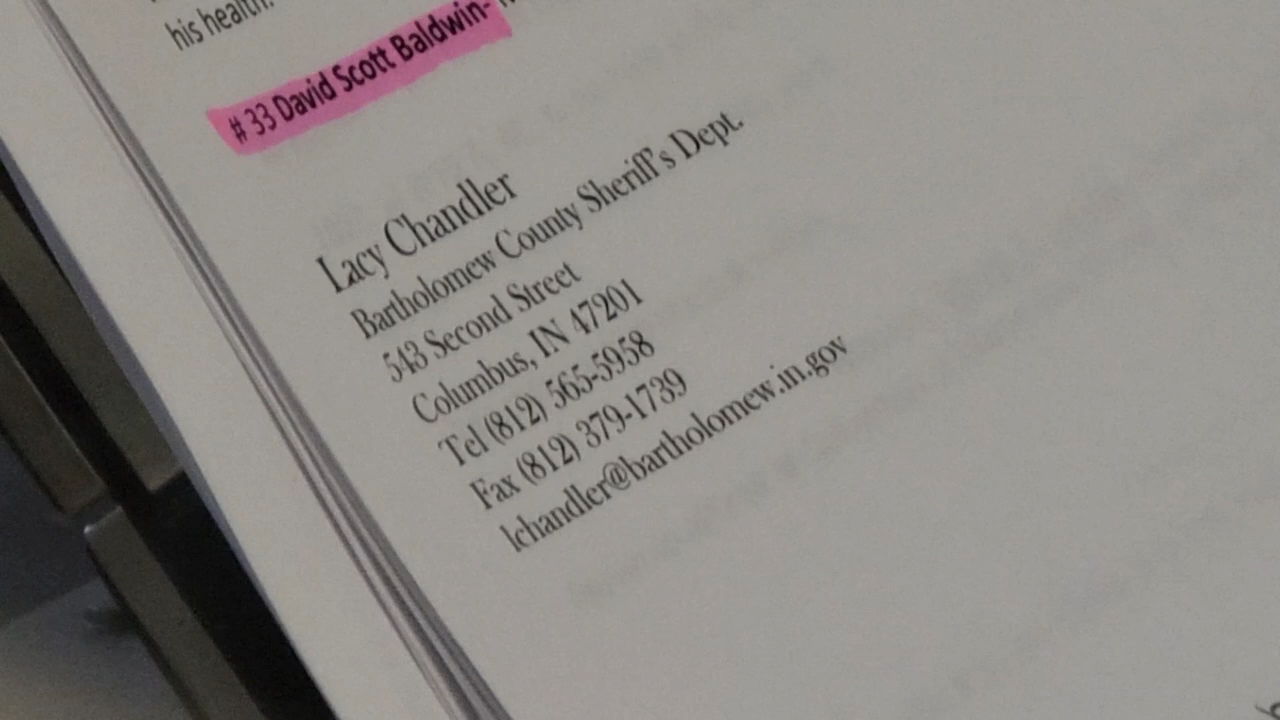 his health.
# 33 David Scott Baldwin-
Lacy Chandler
Bartholomew County Sheriff's Dept.
543 Second Street
Columbus, IN 47201
Tel (812) 565-5958
Fax (812) 379-1739
lchandler@bartholomew.in.gov